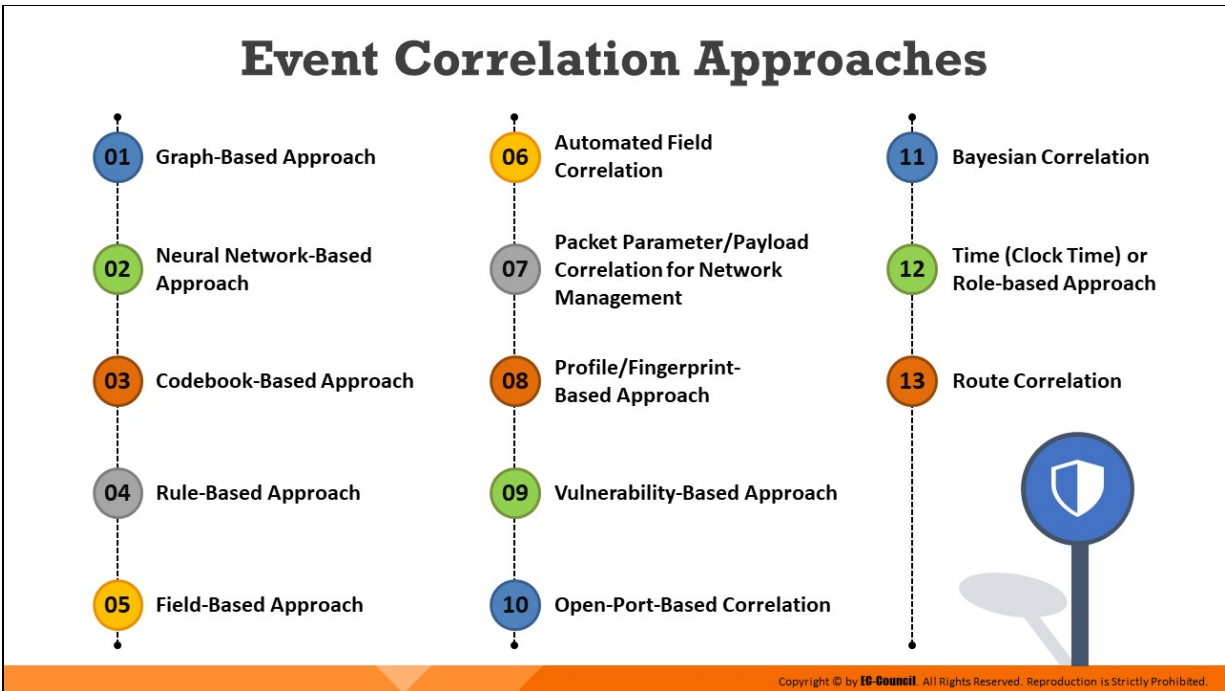 Event Correlation Approaches
01 Graph-Based Approach
02 Neural Network-Based
Approach
03 Codebook-Based Approach
04 Rule-Based Approach
05 Field-Based Approach
06 Automated Field
Correlation
07 Packet Parameter/Payload
Correlation for Network
Management
08 Profile/Fingerprint-
Based Approach
09 Vulnerability-Based Approach
10 Open-Port-Based Correlation
11 Bayesian Correlation
12 Time (Clock Time) or
Role-based Approach
13 Route Correlation
Copyright © by EC-Council. All Rights Reserved. Reproduction is Strictly Prohibited.